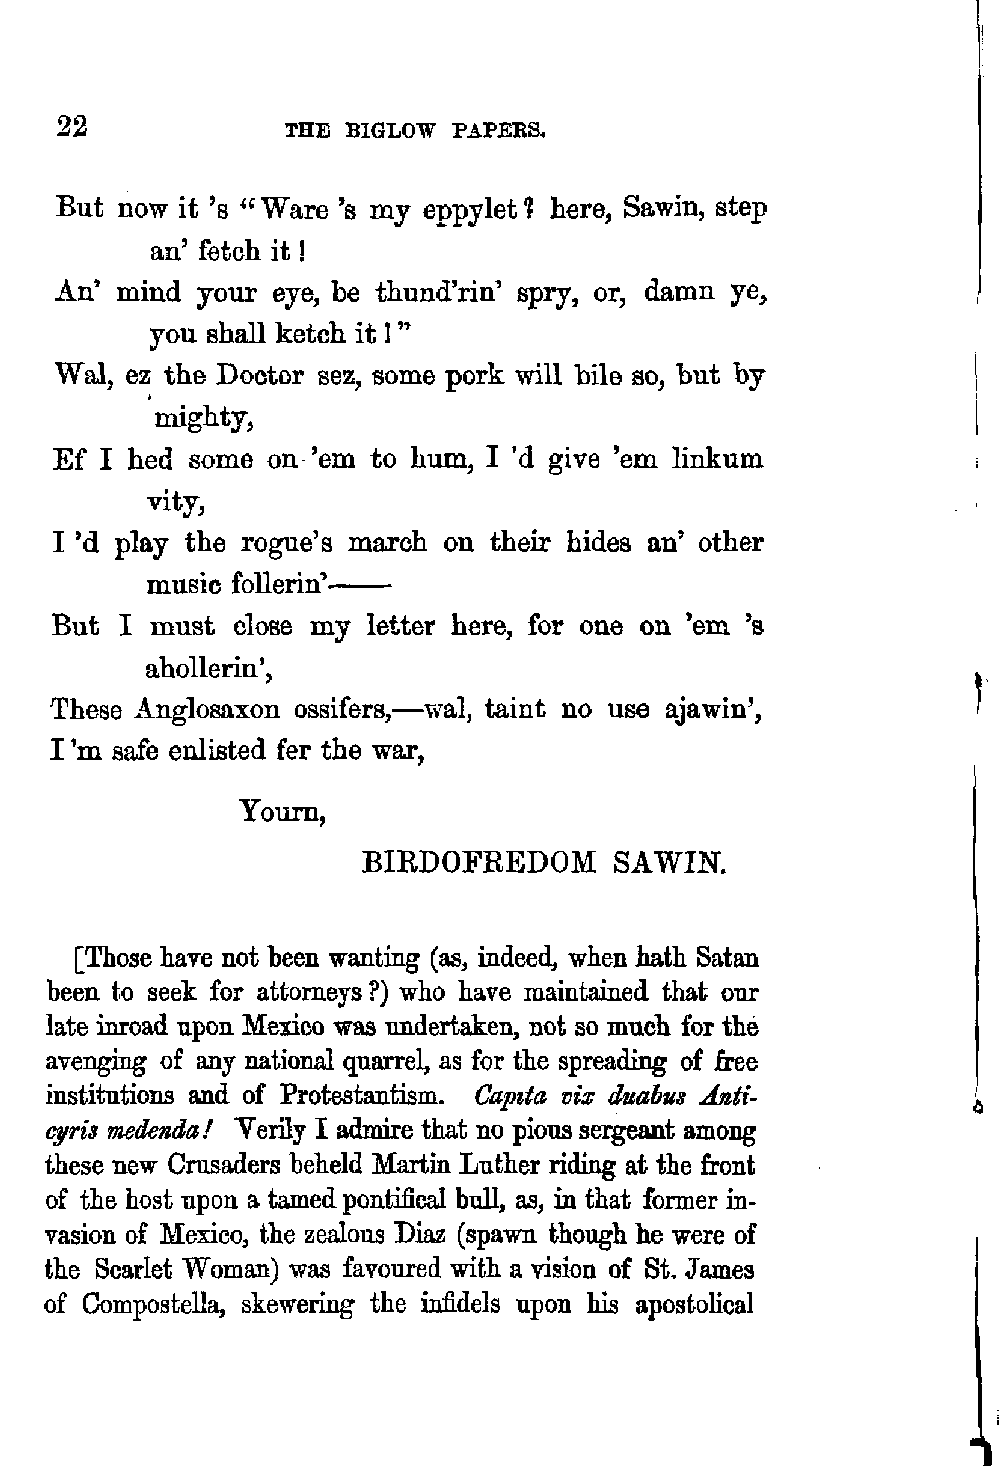 22 THE BIGLOW PAPERS.
But now it 's “Ware 's my eppylet? here, Sawin, step
an' fetch it!
An' mind your eye, be thund'rin' spry, or, damn ye,
you shall ketch it!”
Wal, ez the Doctor sez, some pork will bile so, but by
mighty,
Ef I hed some on 'em to hum, I 'd give 'em linkum
vity,
I 'd play the rogue's march on their hides an' other
music follerin'——
But I must close my letter here, for one on 'em 's
ahollerin',
These Anglosaxon ossifers,—wal, taint no use ajawin',
I 'm safe enlisted fer the war,
Yourn,
BIRDOFREDOM SAWIN.
[Those have not been wanting (as, indeed, when hath Satan
been to seek for attorneys?) who have maintained that our
late inroad upon Mexico was undertaken, not so much for the
avenging of any national quarrel, as for the spreading of free
institutions and of Protestantism. Capita vix duabus Anti-
cyris medenda! Verily I admire that no pious sergeant among
these new Crusaders beheld Martin Luther riding at the front
of the host upon a tamed pontifical bull, as, in that former in-
vasion of Mexico, the zealous Diaz (spawn though he were of
the Scarlet Woman) was favoured with a vision of St. James
of Compostella, skewering the infidels upon his apostolical